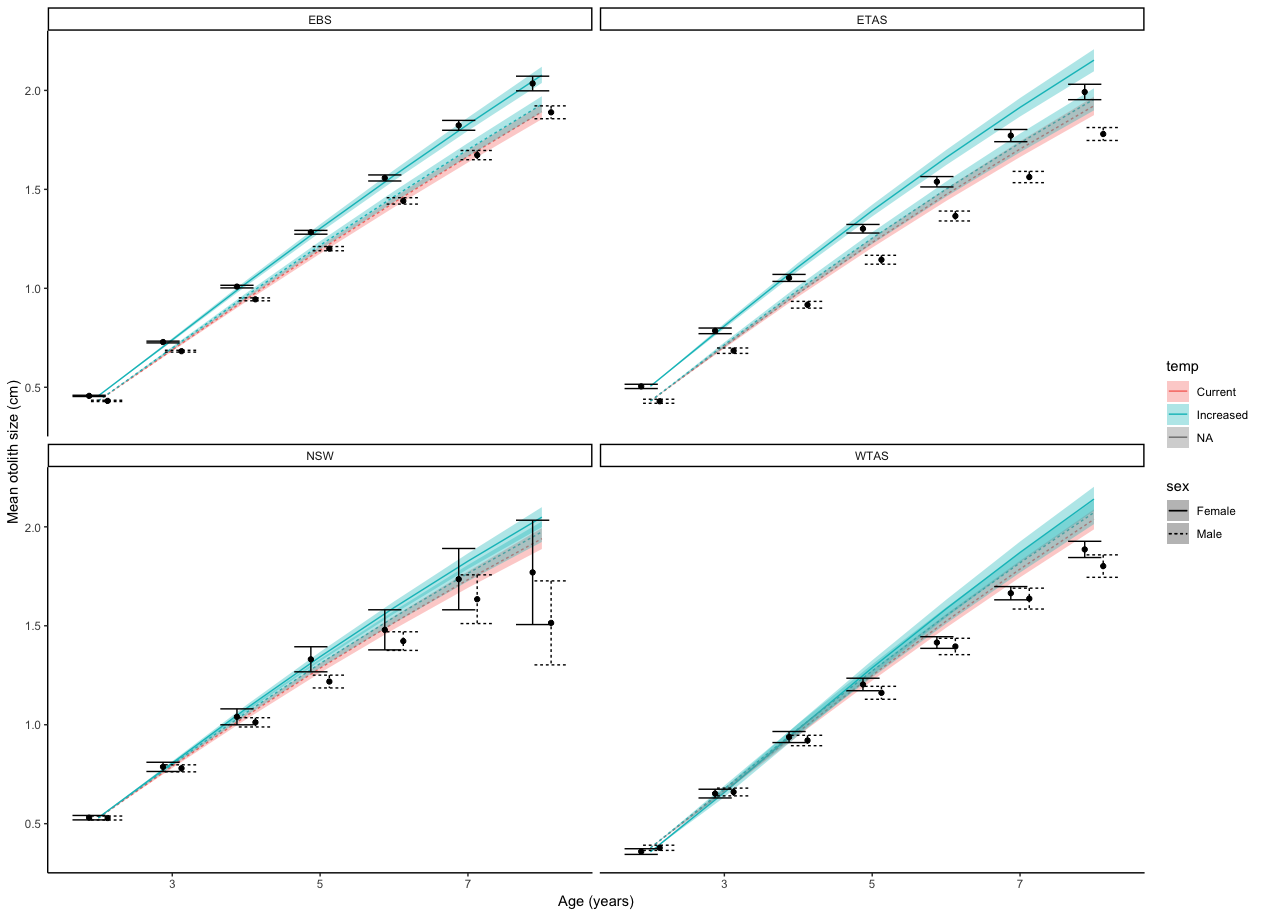 EBS
ETAS
2.0
1.5
1.0
0.5
NSW
WTAS
2.0
1.5
1.0
0.5
3
5
7
3
5
7
Age (years)
Mean otolith size (cm)
temp
Current
Increased
NA
sex
Female
Male